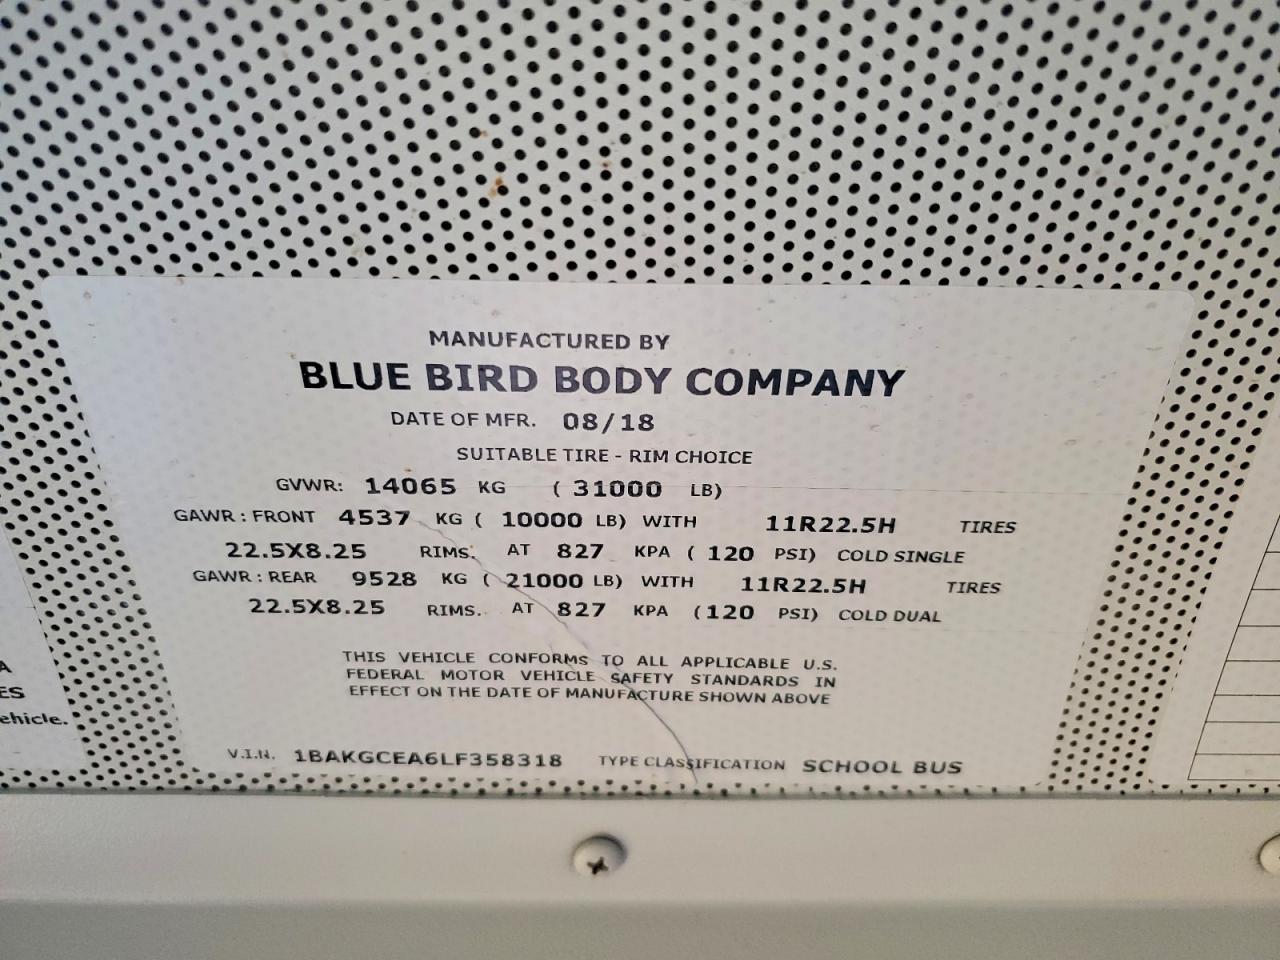 MANUFACTURED BY
BLUE BIRD BODY COMPANY
DATE OF MFR. 08/18
SUITABLE TIRE - RIM CHOICE
GVWR: 14065 KG ( 31000 LB)
GAWR : FRONT 4537 KG ( 10000 LB) WITH 11R22.5H TIRES
22.5X8.25 RIMS. AT 827 KPA ( 120 PSI) COLD SINGLE
GAWR : REAR 9528 KG ( 21000 LB) WITH 11R22.5H TIRES
22.5X8.25 RIMS. AT 827 KPA (120 PSI) COLD DUAL
THIS VEHICLE CONFORMS TO ALL APPLICABLE U.S.
FEDERAL MOTOR VEHICLE SAFETY STANDARDS IN
EFFECT ON THE DATE OF MANUFACTURE SHOWN ABOVE
V.I.N. 1BAKGCEA6LF358318 TYPE CLASSIFICATION SCHOOL BUS